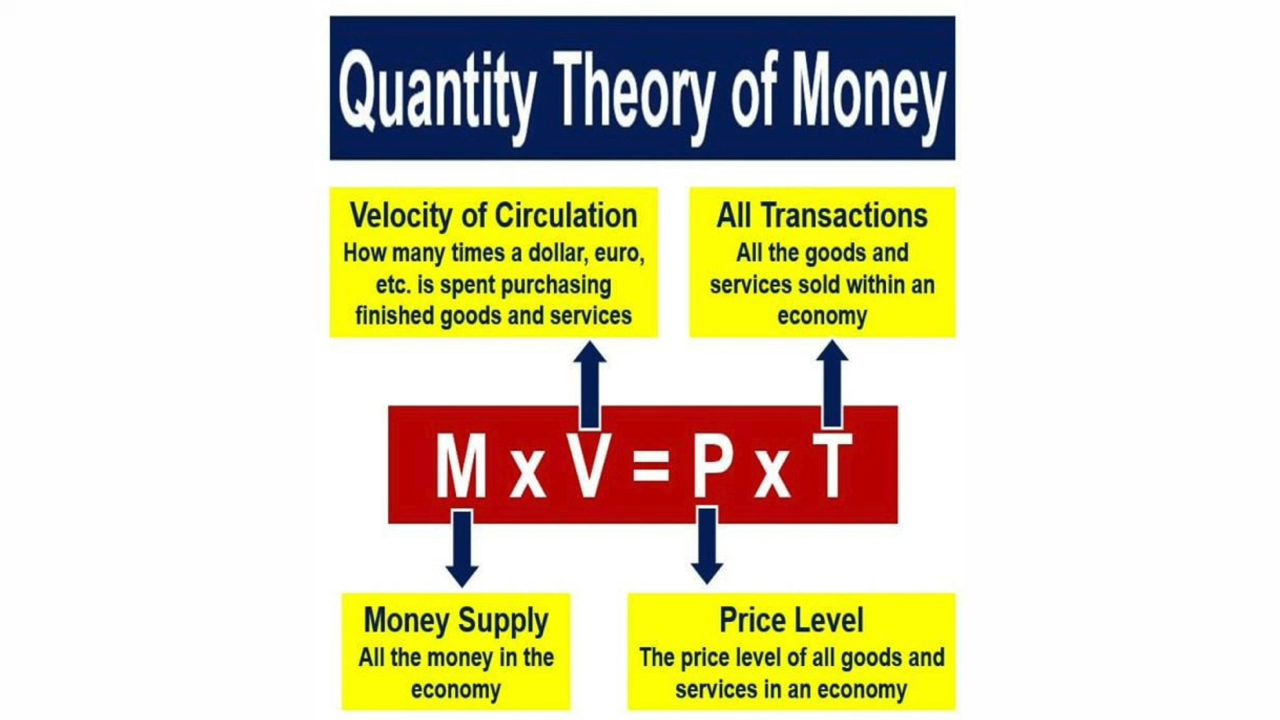 Quantity Theory of Money
Velocity of Circulation
How many times a dollar, euro,
etc. is spent purchasing
finished goods and services
All Transactions
All the goods and
services sold within an
economy
M x V = P x T
Money Supply
All the money in the
economy
Price Level
The price level of all goods and
services in an economy